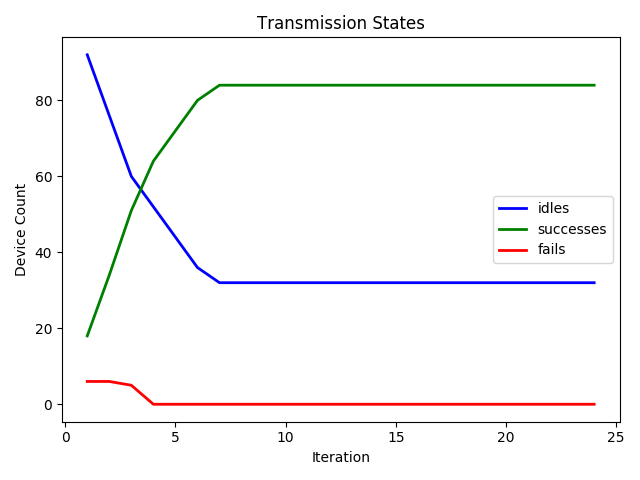 Transmission States
Device Count
80
60
40
20
0
idles
successes
fails
0 5 10 15 20 25
Iteration